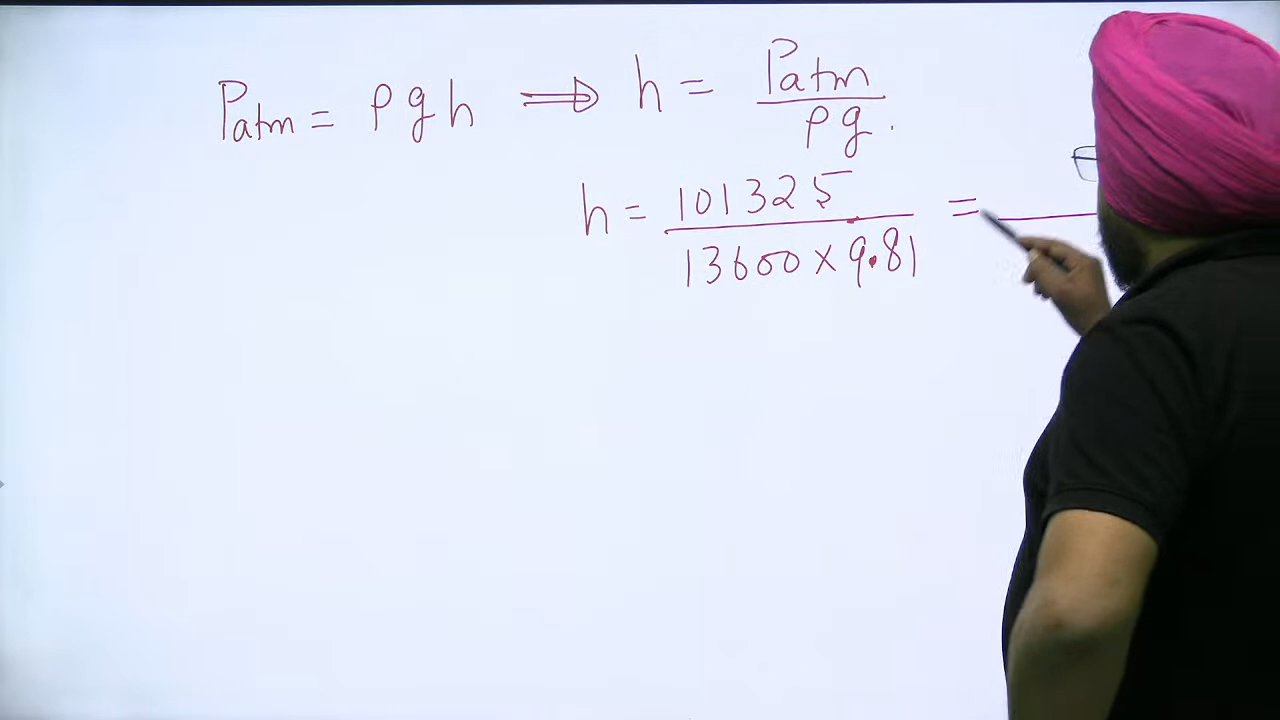 Patm = ρgh ⟹ h = Patm / ρg.
h = 101325 / 13600 × 9.81 =